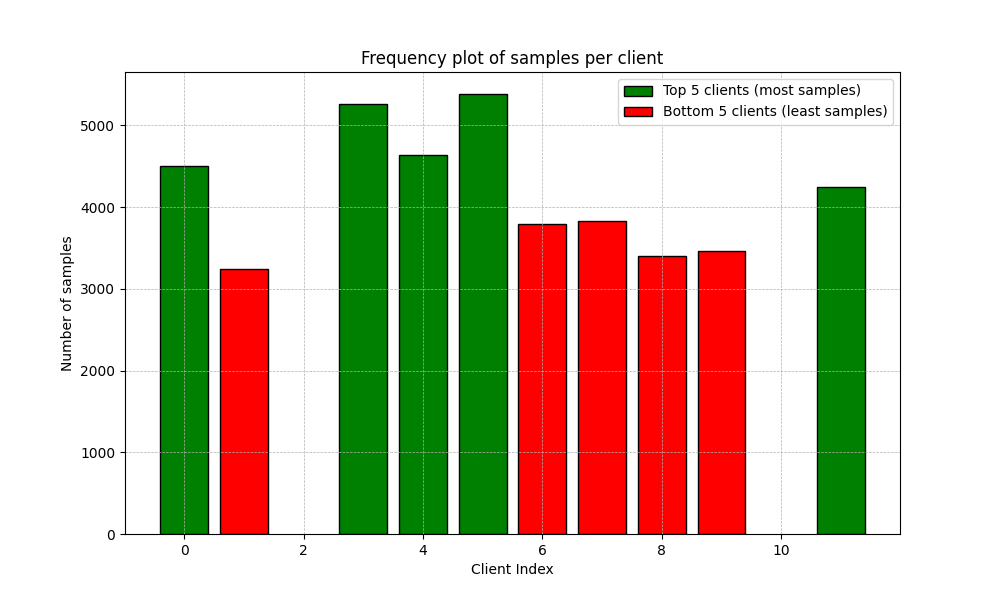 Frequency plot of samples per client
Top 5 clients (most samples)
Bottom 5 clients (least samples)
Number of samples
5000
4000
3000
2000
1000
0
0 2 4 6 8 10
Client Index